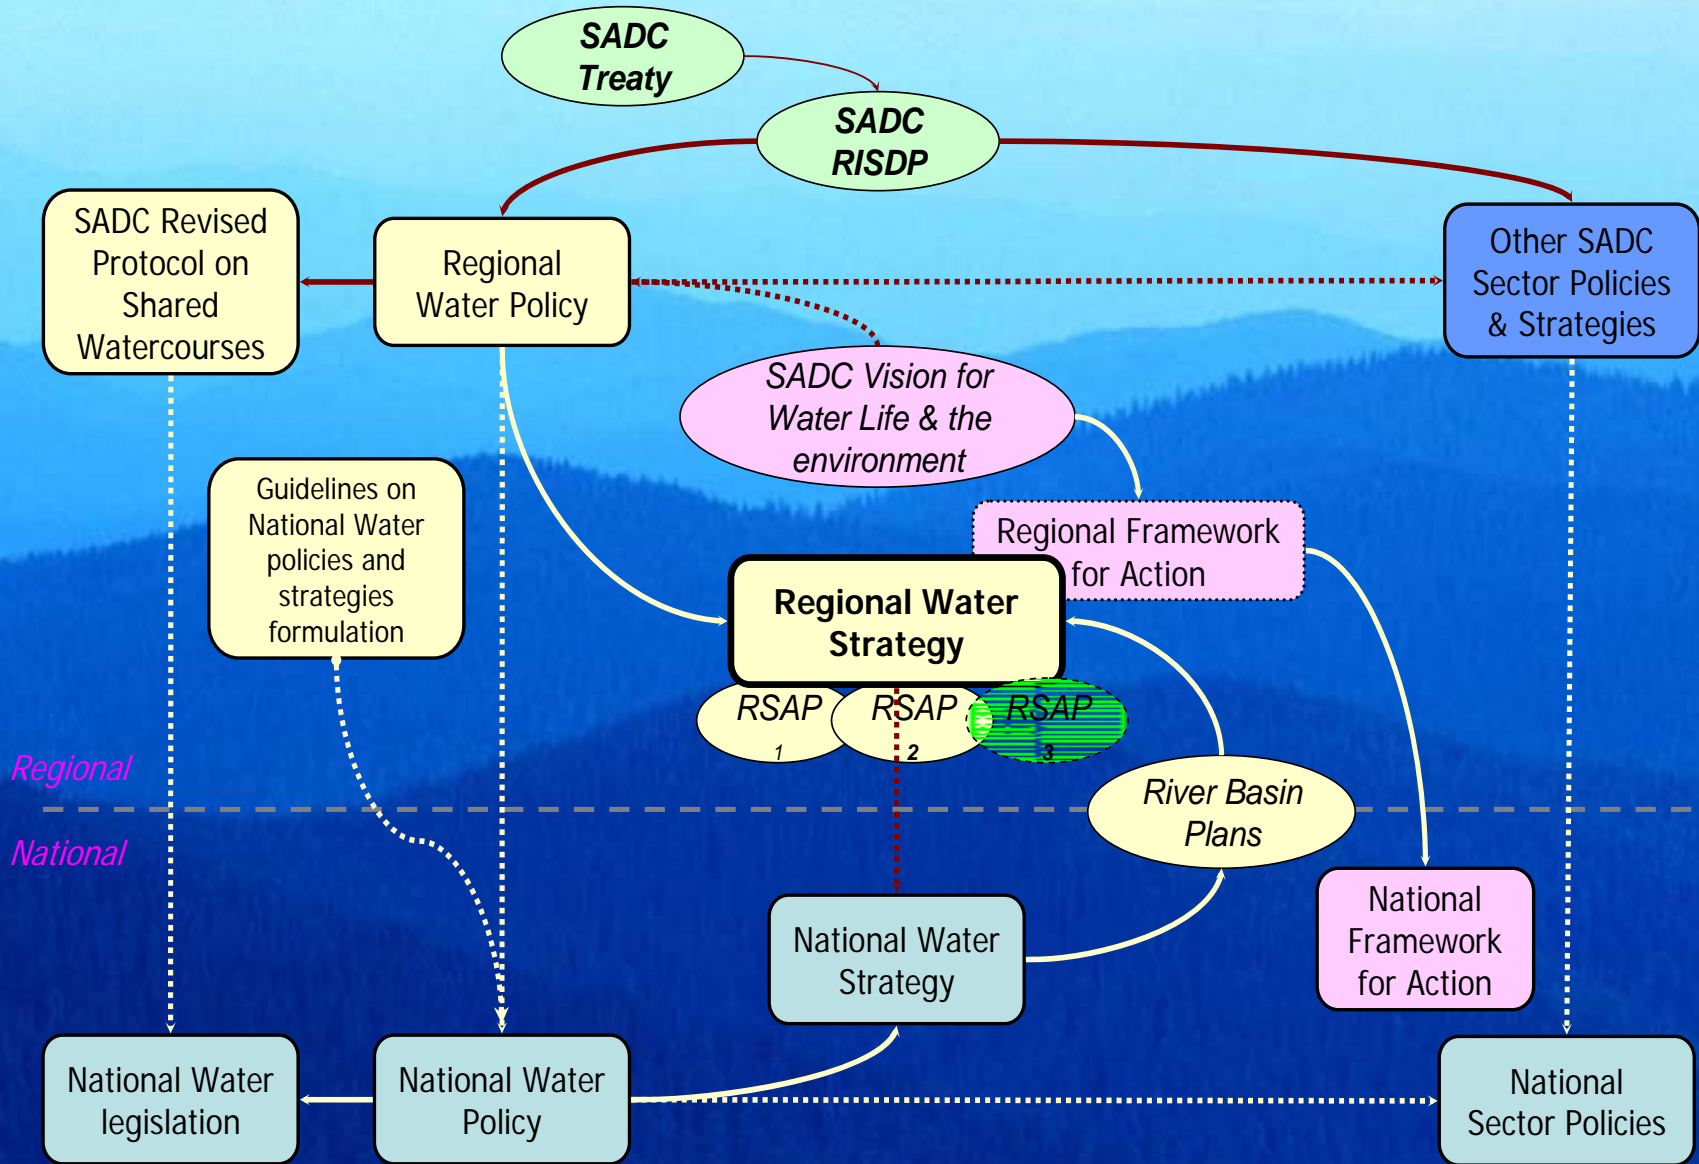 SADC
Treaty
SADC
RISDP
SADC Revised
Protocol on
Shared
Watercourses
Regional
Water Policy
Other SADC
Sector Policies
& Strategies
SADC Vision for
Water Life & the
environment
Guidelines on
National Water
policies and
strategies
formulation
Regional Framework
for Action
Regional Water
Strategy
RSAP
1
RSAP
2
RSAP
3
Regional
National
River Basin
Plans
National Water
Strategy
National
Framework
for Action
National Water
legislation
National Water
Policy
National
Sector Policies